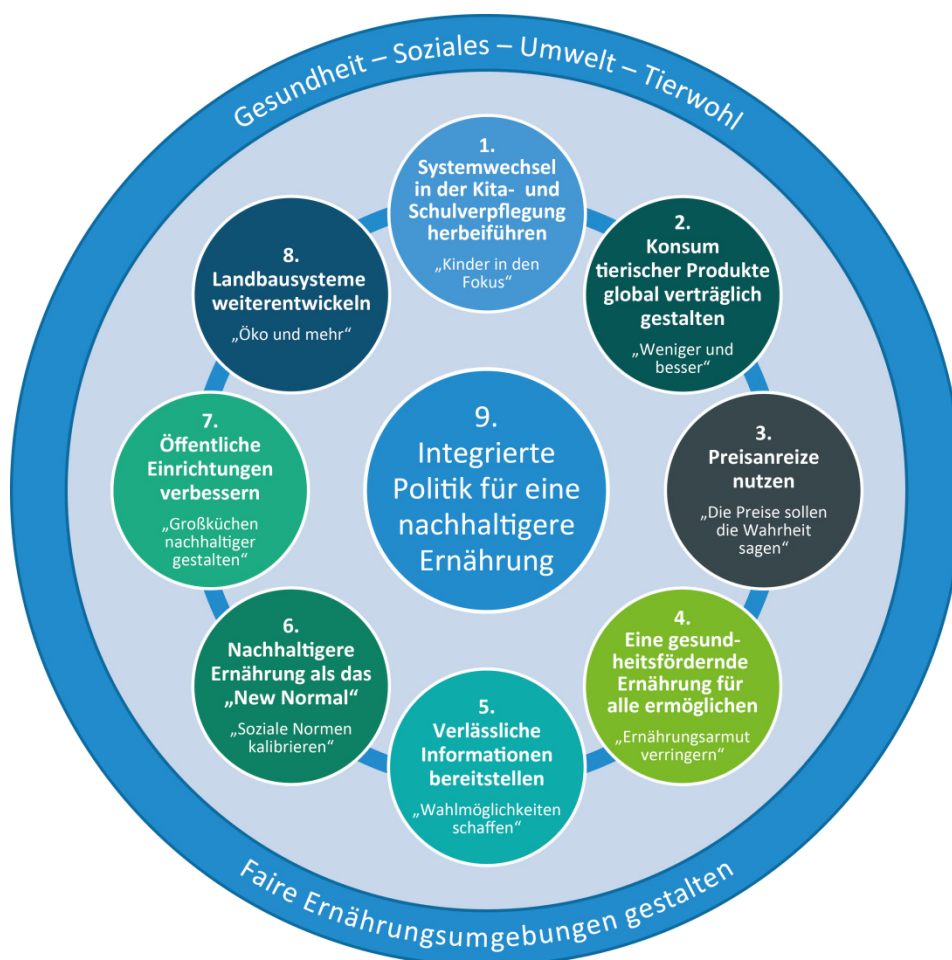 Gesundheit – Soziales – Umwelt – Tierwohl
1.
Systemwechsel
in der Kita- und
Schulverpflegung
herbeiführen
„Kinder in den
Fokus“
2.
Konsum
tierischer Produkte
global verträglich
gestalten
„Weniger und
besser“
3.
Preisanreize
nutzen
„Die Preise sollen
die Wahrheit
sagen“
4.
Eine gesund-
heitsfördernde
Ernährung für
alle ermöglichen
„Ernährungsarmut
verringern“
5.
Verlässliche
Informationen
bereitstellen
„Wahlmöglichkeiten
schaffen“
6.
Nachhaltigere
Ernährung als das
„New Normal“
„Soziale Normen
kalibrieren“
7.
Öffentliche
Einrichtungen
verbessern
„Großküchen
nachhaltiger
gestalten“
8.
Landbausysteme
weiterentwickeln
„Öko und mehr“
9.
Integrierte
Politik für eine
nachhaltigere
Ernährung
Faire Ernährungsumgebungen gestalten